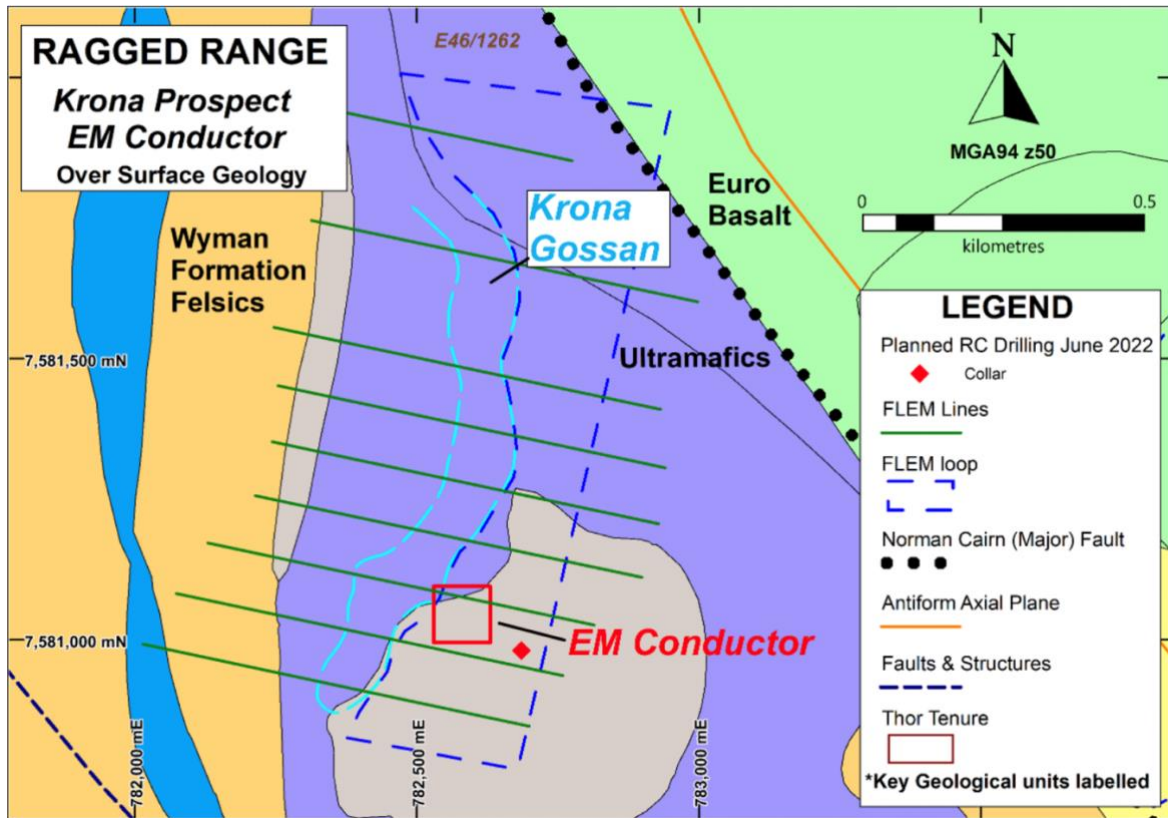 RAGGED RANGE
Krona Prospect
EM Conductor
Over Surface Geology
E46/1262
N
MGA94 z50
0
0.5
kilometres
Euro
Basalt
Krona
Gossan
Wyman
Formation
Felsics
Ultramafics
7,581,500 mN
7,581,000 mN
EM Conductor
782,000 mE
782,500 mE
783,000 mE
LEGEND
Planned RC Drilling June 2022
Collar
FLEM Lines
FLEM loop
Norman Cairn (Major) Fault
Antiform Axial Plane
Faults & Structures
Thor Tenure
*Key Geological units labelled